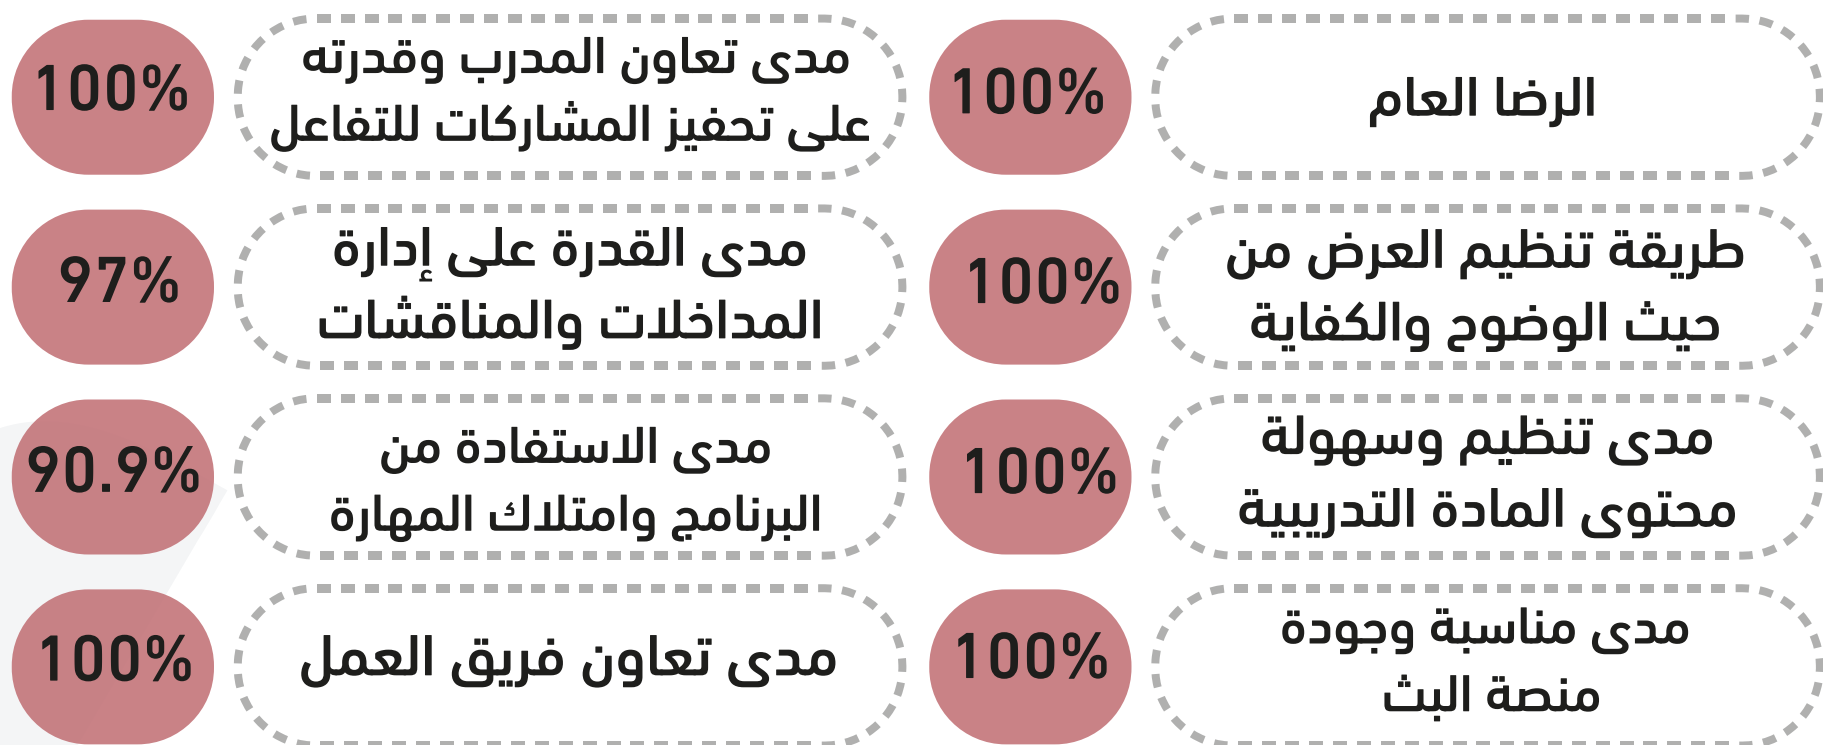 الرضا العام
100%
مدى تعاون المدرب وقدرته
على تحفيز المشاركات للتفاعل
100%
طريقة تنظيم العرض من
حيث الوضوح والكفاية
100%
مدى القدرة على إدارة
المداخلات والمناقشات
97%
مدى تنظيم وسهولة
محتوى المادة التدريبية
100%
مدى الاستفادة من
البرنامج وامتلاك المهارة
90.9%
مدى مناسبة وجودة
منصة البث
100%
مدى تعاون فريق العمل
100%